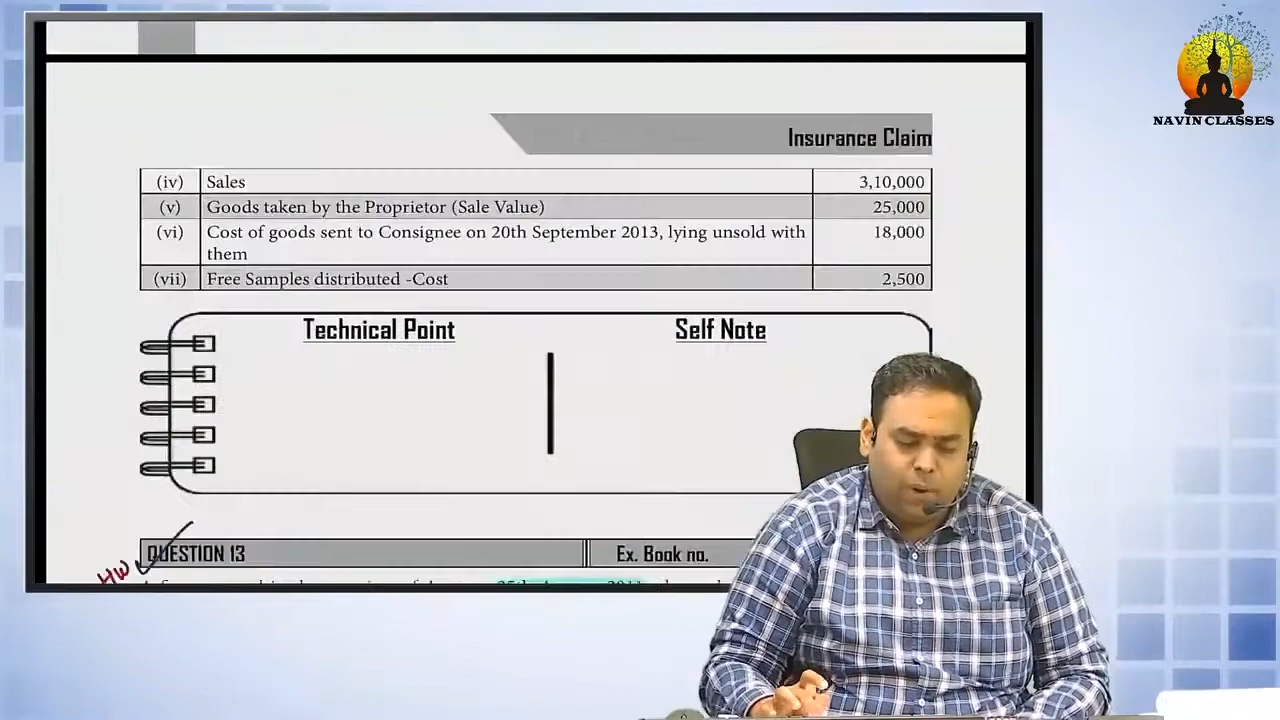 NAVIN CLASSES
Insurance Claim
(iv) Sales 3,10,000
(v) Goods taken by the Proprietor (Sale Value) 25,000
(vi) Cost of goods sent to Consignee on 20th September 2013, lying unsold with 18,000
them
(vii) Free Samples distributed -Cost 2,500
Technical Point Self Note
QUESTION 13 Ex. Book no.
HW